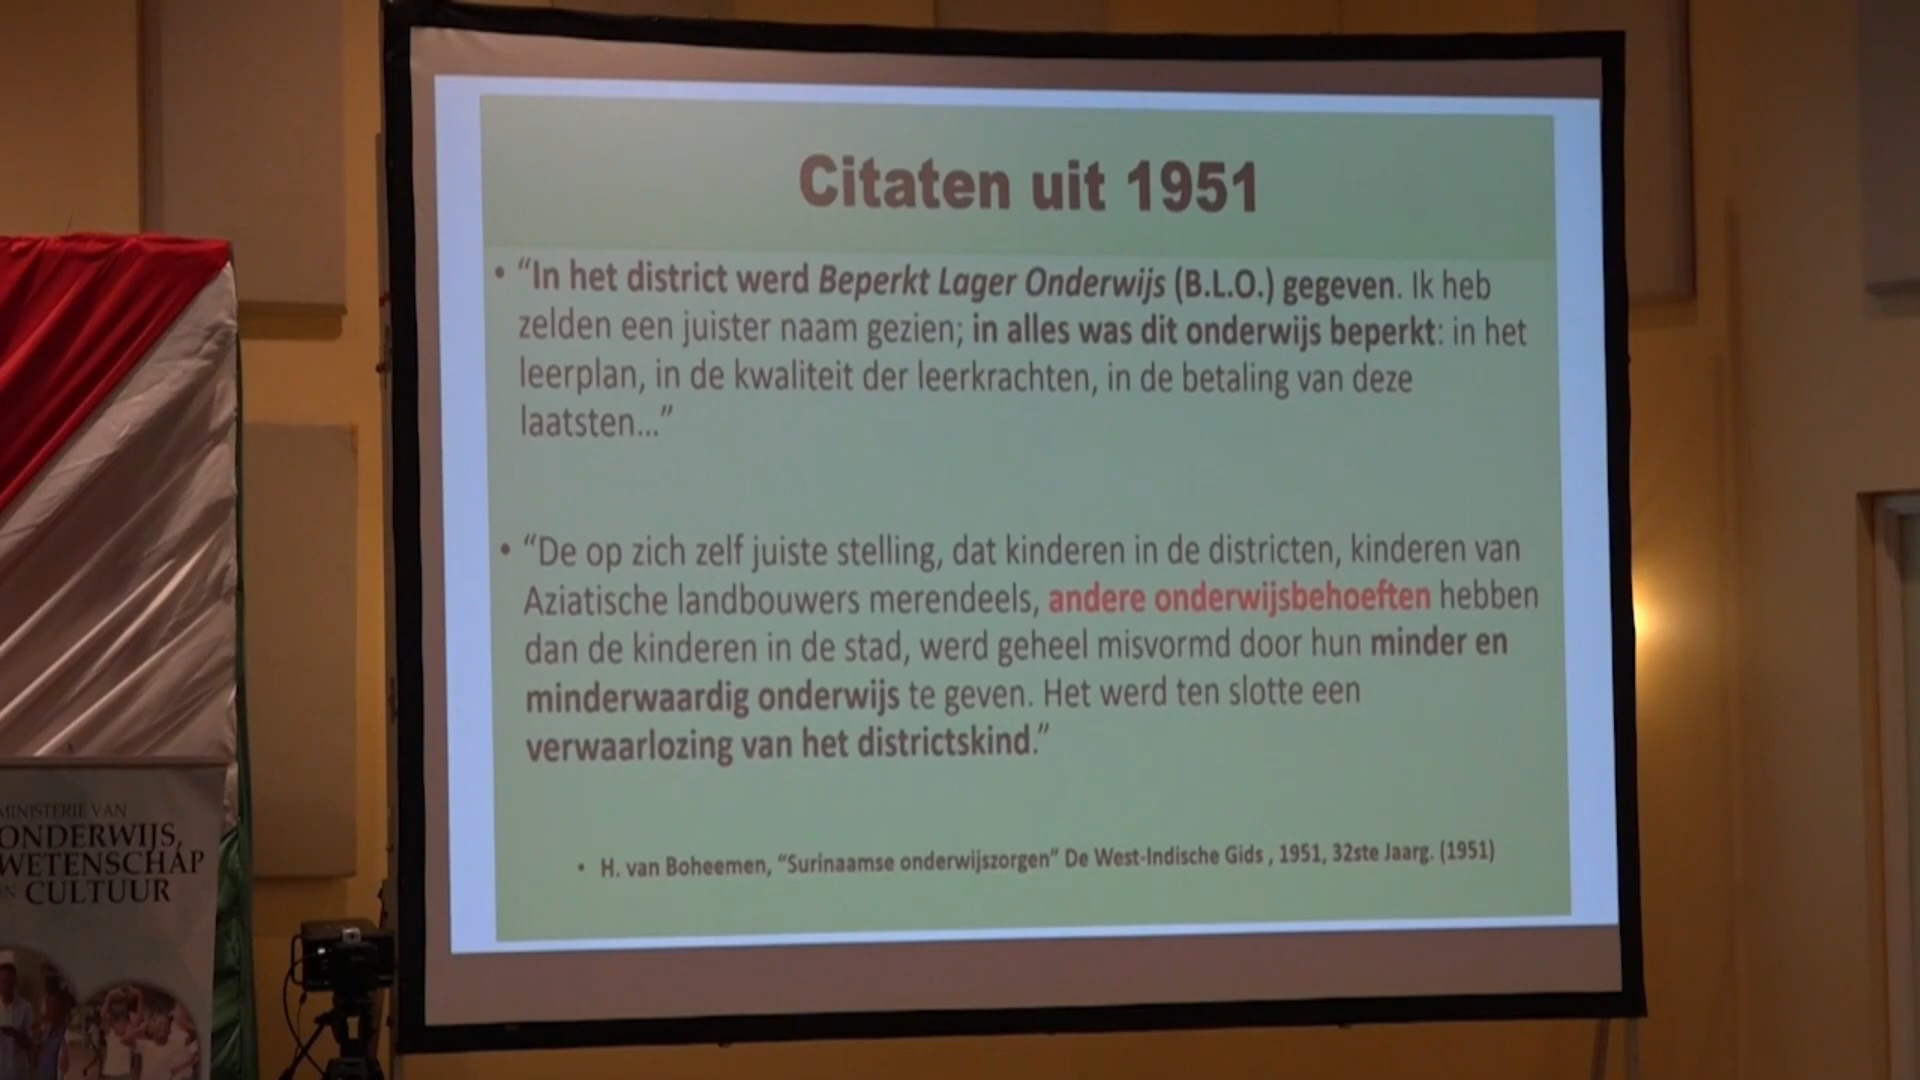 Citaten uit 1951
• “In het district werd Beperkt Lager Onderwijs (B.L.O.) gegeven. Ik heb
zelden een juister naam gezien; in alles was dit onderwijs beperkt: in het
leerplan, in de kwaliteit der leerkrachten, in de betaling van deze
laatsten...”
• “De op zich zelf juiste stelling, dat kinderen in de districten, kinderen van
Aziatische landbouwers merendeels, andere onderwijsbehoeften hebben
dan de kinderen in de stad, werd geheel misvormd door hun minder en
minderwaardig onderwijs te geven. Het werd ten slotte een
verwaarlozing van het districtskind.”
• H. van Boheemen, “Surinaamse onderwijszorgen” De West-Indische Gids , 1951, 32ste Jaarg. (1951)
MINISTERIE VAN
ONDERWIJS,
WETENSCHAP
EN CULTUUR